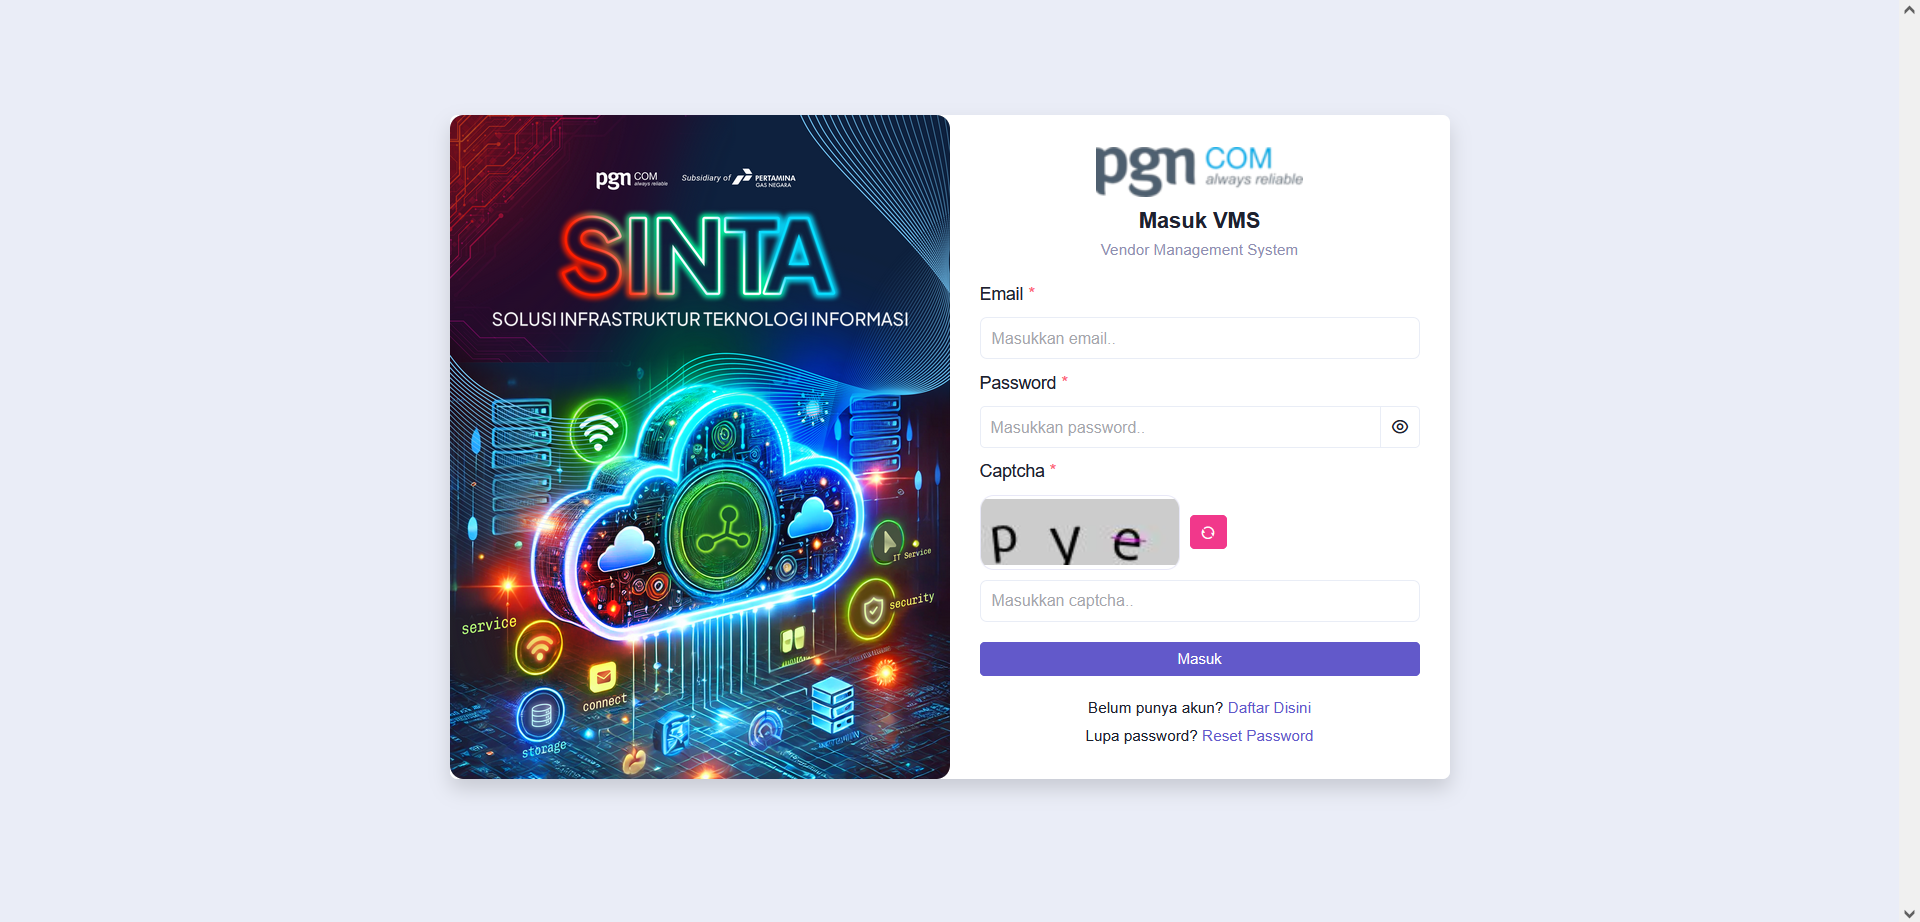 pgn COM
always reliable
Subsidiary of PERTAMINA
GAS NEGARA
SINTA
SOLUSI INFRASTRUKTUR TEKNOLOGI INFORMASI
IT Service
security
service
connect
storage
pgn COM
always reliable
Masuk VMS
Vendor Management System
Email *
Masukkan email..
Password *
Masukkan password..
Captcha *
p y e
Masukkan captcha..
Masuk
Belum punya akun? Daftar Disini
Lupa password? Reset Password